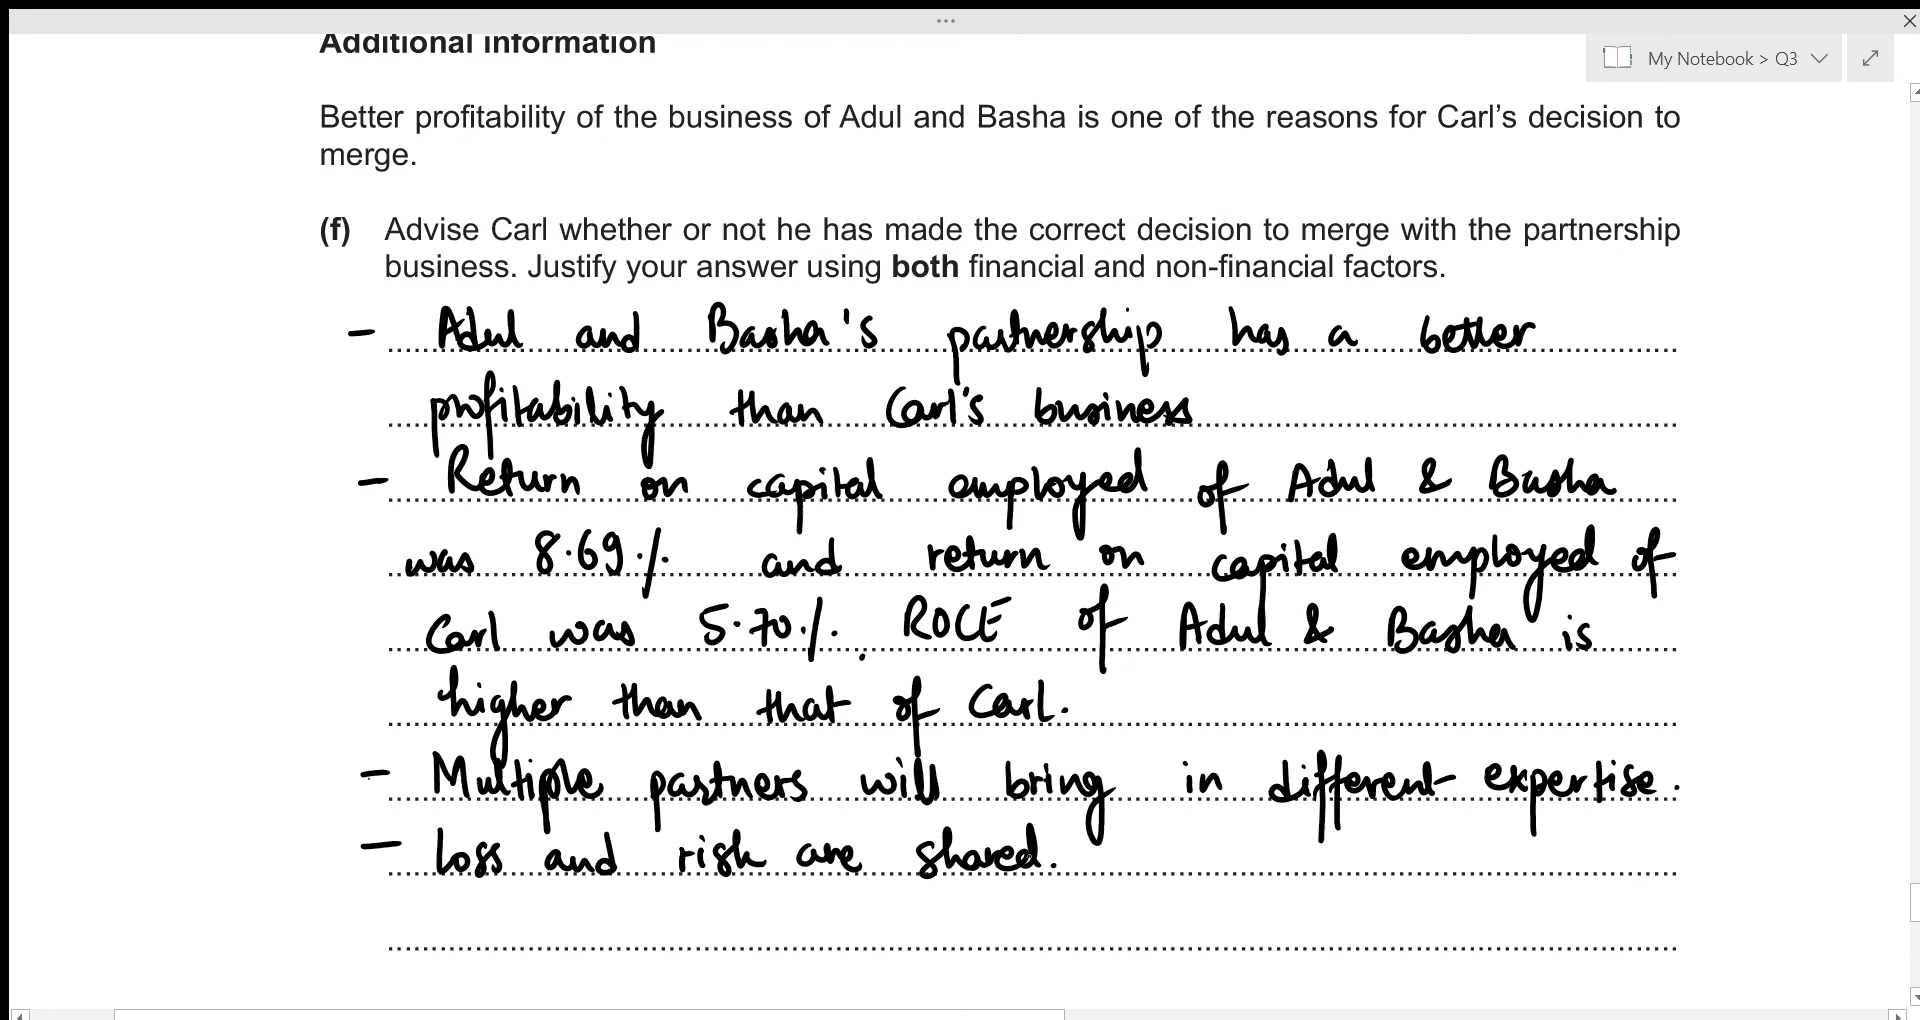 ...
Additional information
My Notebook > Q3
Better profitability of the business of Adul and Basha is one of the reasons for Carl's decision to
merge.
(f) Advise Carl whether or not he has made the correct decision to merge with the partnership
business. Justify your answer using both financial and non-financial factors.
- Adul and Basha's partnership has a better
profitability than Carl's business
- Return on capital employed of Adul & Basha
was 8.69% and return on capital employed of
Carl was 5.70%. ROCE of Adul & Basha is
higher than that of Carl.
- Multiple partners will bring in different expertise.
- Loss and risk are shared.